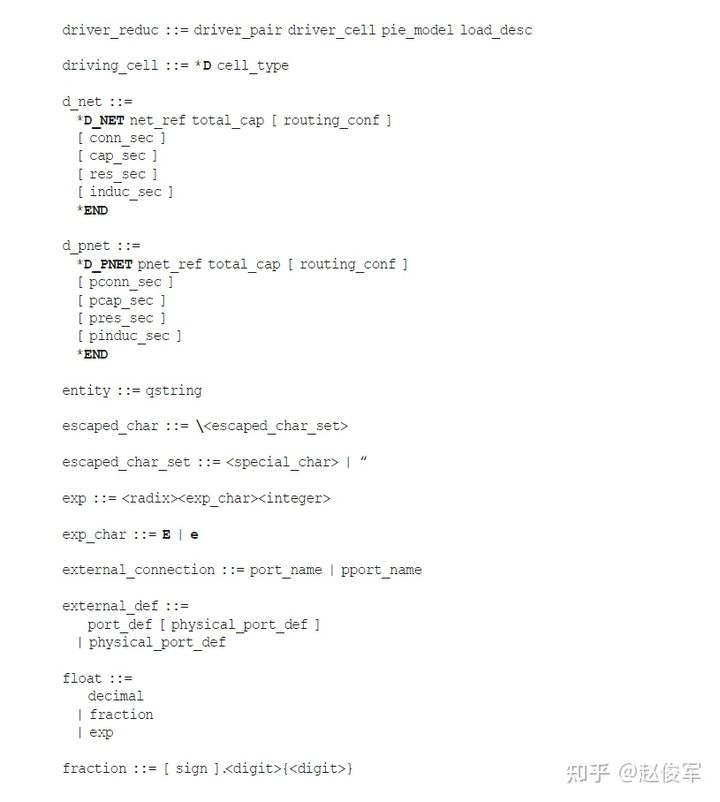 driver_reduc ::= driver_pair driver_cell pie_model load_desc
driving_cell ::= *D cell_type
d_net ::=
*D_NET net_ref total_cap [ routing_conf ]
[ conn_sec ]
[ cap_sec ]
[ res_sec ]
[ induc_sec ]
*END
d_pnet ::=
*D_PNET pnet_ref total_cap [ routing_conf ]
[ pconn_sec ]
[ pcap_sec ]
[ pres_sec ]
[ pinduc_sec ]
*END
entity ::= qstring
escaped_char ::= \<escaped_char_set>
escaped_char_set ::= <special_char> | “
exp ::= <radix><exp_char><integer>
exp_char ::= E | e
external_connection ::= port_name | pport_name
external_def ::=
port_def [ physical_port_def ]
| physical_port_def
float ::=
decimal
| fraction
| exp
fraction ::= [ sign ].<digit>{<digit>}
知乎 @赵俊军